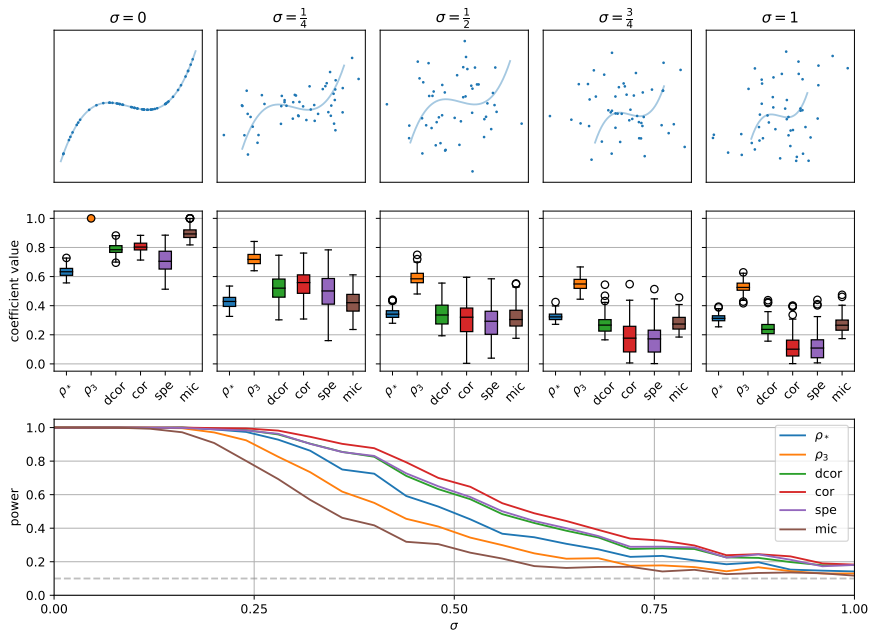 σ = 0 σ = 1/4 σ = 1/2 σ = 3/4 σ = 1
coefficient value
1.0
0.8
0.6
0.4
0.2
0.0
ρ* ρ3 dcor cor spe mic
ρ* ρ3 dcor cor spe mic
ρ* ρ3 dcor cor spe mic
ρ* ρ3 dcor cor spe mic
ρ* ρ3 dcor cor spe mic
power
1.0
0.8
0.6
0.4
0.2
0.0
ρ*
ρ3
dcor
cor
spe
mic
0.00 0.25 0.50 0.75 1.00
σ